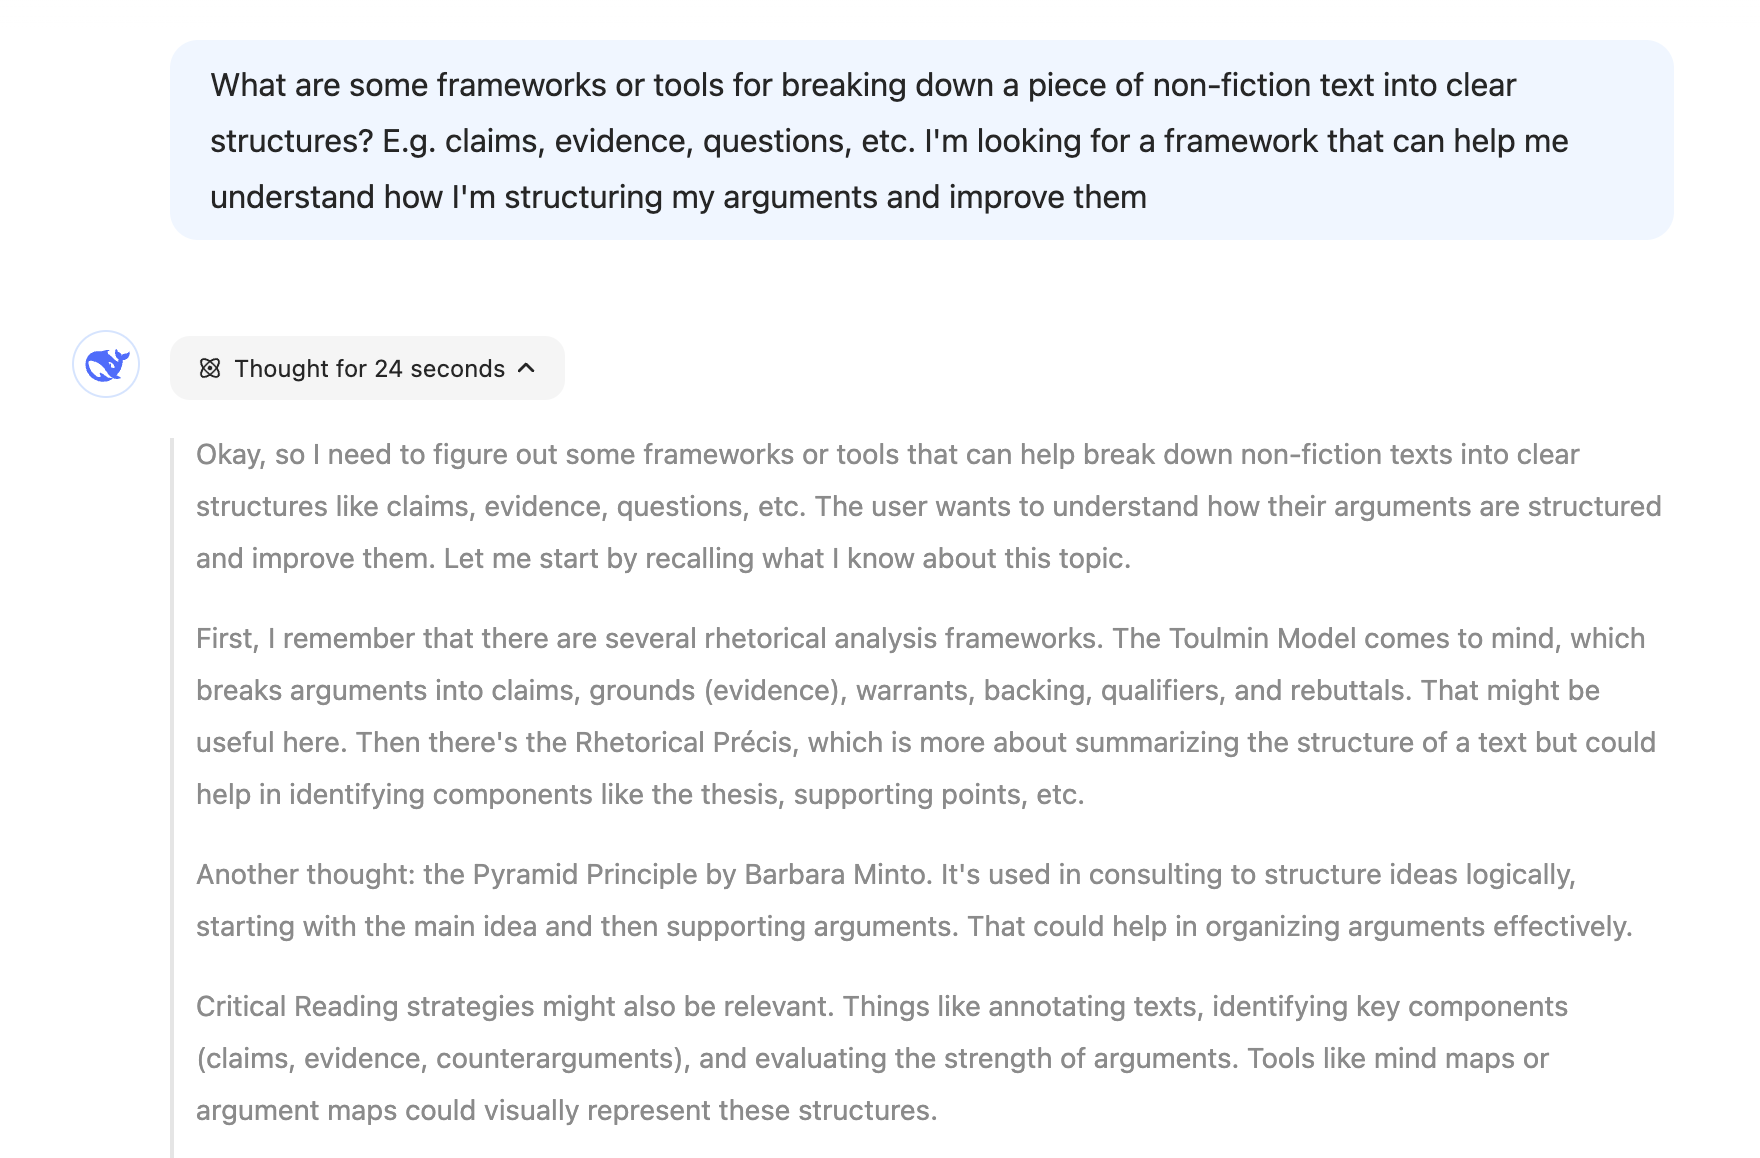 What are some frameworks or tools for breaking down a piece of non-fiction text into clear
structures? E.g. claims, evidence, questions, etc. I'm looking for a framework that can help me
understand how I'm structuring my arguments and improve them
Thought for 24 seconds
Okay, so I need to figure out some frameworks or tools that can help break down non-fiction texts into clear
structures like claims, evidence, questions, etc. The user wants to understand how their arguments are structured
and improve them. Let me start by recalling what I know about this topic.
First, I remember that there are several rhetorical analysis frameworks. The Toulmin Model comes to mind, which
breaks arguments into claims, grounds (evidence), warrants, backing, qualifiers, and rebuttals. That might be
useful here. Then there's the Rhetorical Précis, which is more about summarizing the structure of a text but could
help in identifying components like the thesis, supporting points, etc.
Another thought: the Pyramid Principle by Barbara Minto. It's used in consulting to structure ideas logically,
starting with the main idea and then supporting arguments. That could help in organizing arguments effectively.
Critical Reading strategies might also be relevant. Things like annotating texts, identifying key components
(claims, evidence, counterarguments), and evaluating the strength of arguments. Tools like mind maps or
argument maps could visually represent these structures.